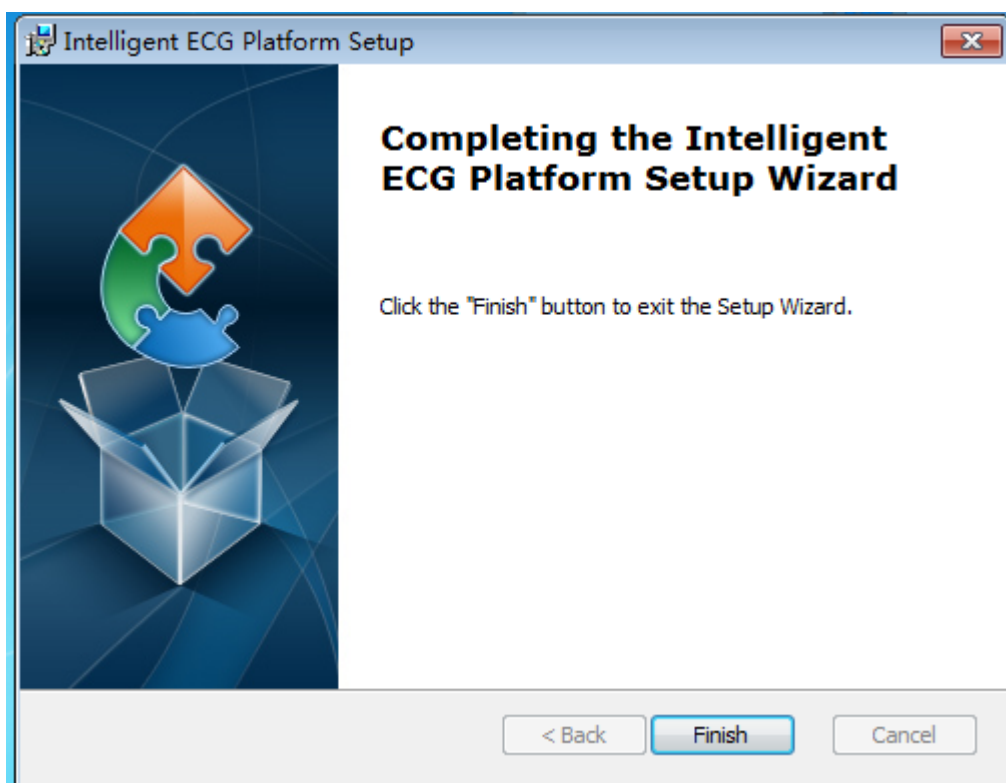 Intelligent ECG Platform Setup
Completing the Intelligent
ECG Platform Setup Wizard
Click the "Finish" button to exit the Setup Wizard.
< Back Finish Cancel